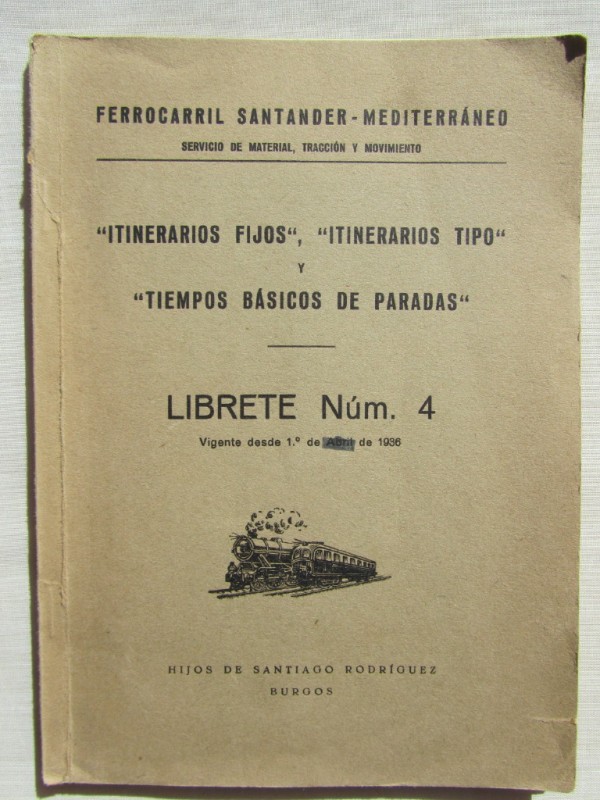 FERROCARRIL SANTANDER-MEDITERRÁNEO
SERVICIO DE MATERIAL, TRACCIÓN Y MOVIMIENTO
“ITINERARIOS FIJOS“, “ITINERARIOS TIPO“
Y
“TIEMPOS BÁSICOS DE PARADAS“
LIBRETE Núm. 4
Vigente desde 1.º de Abril de 1936
HIJOS DE SANTIAGO RODRÍGUEZ
BURGOS